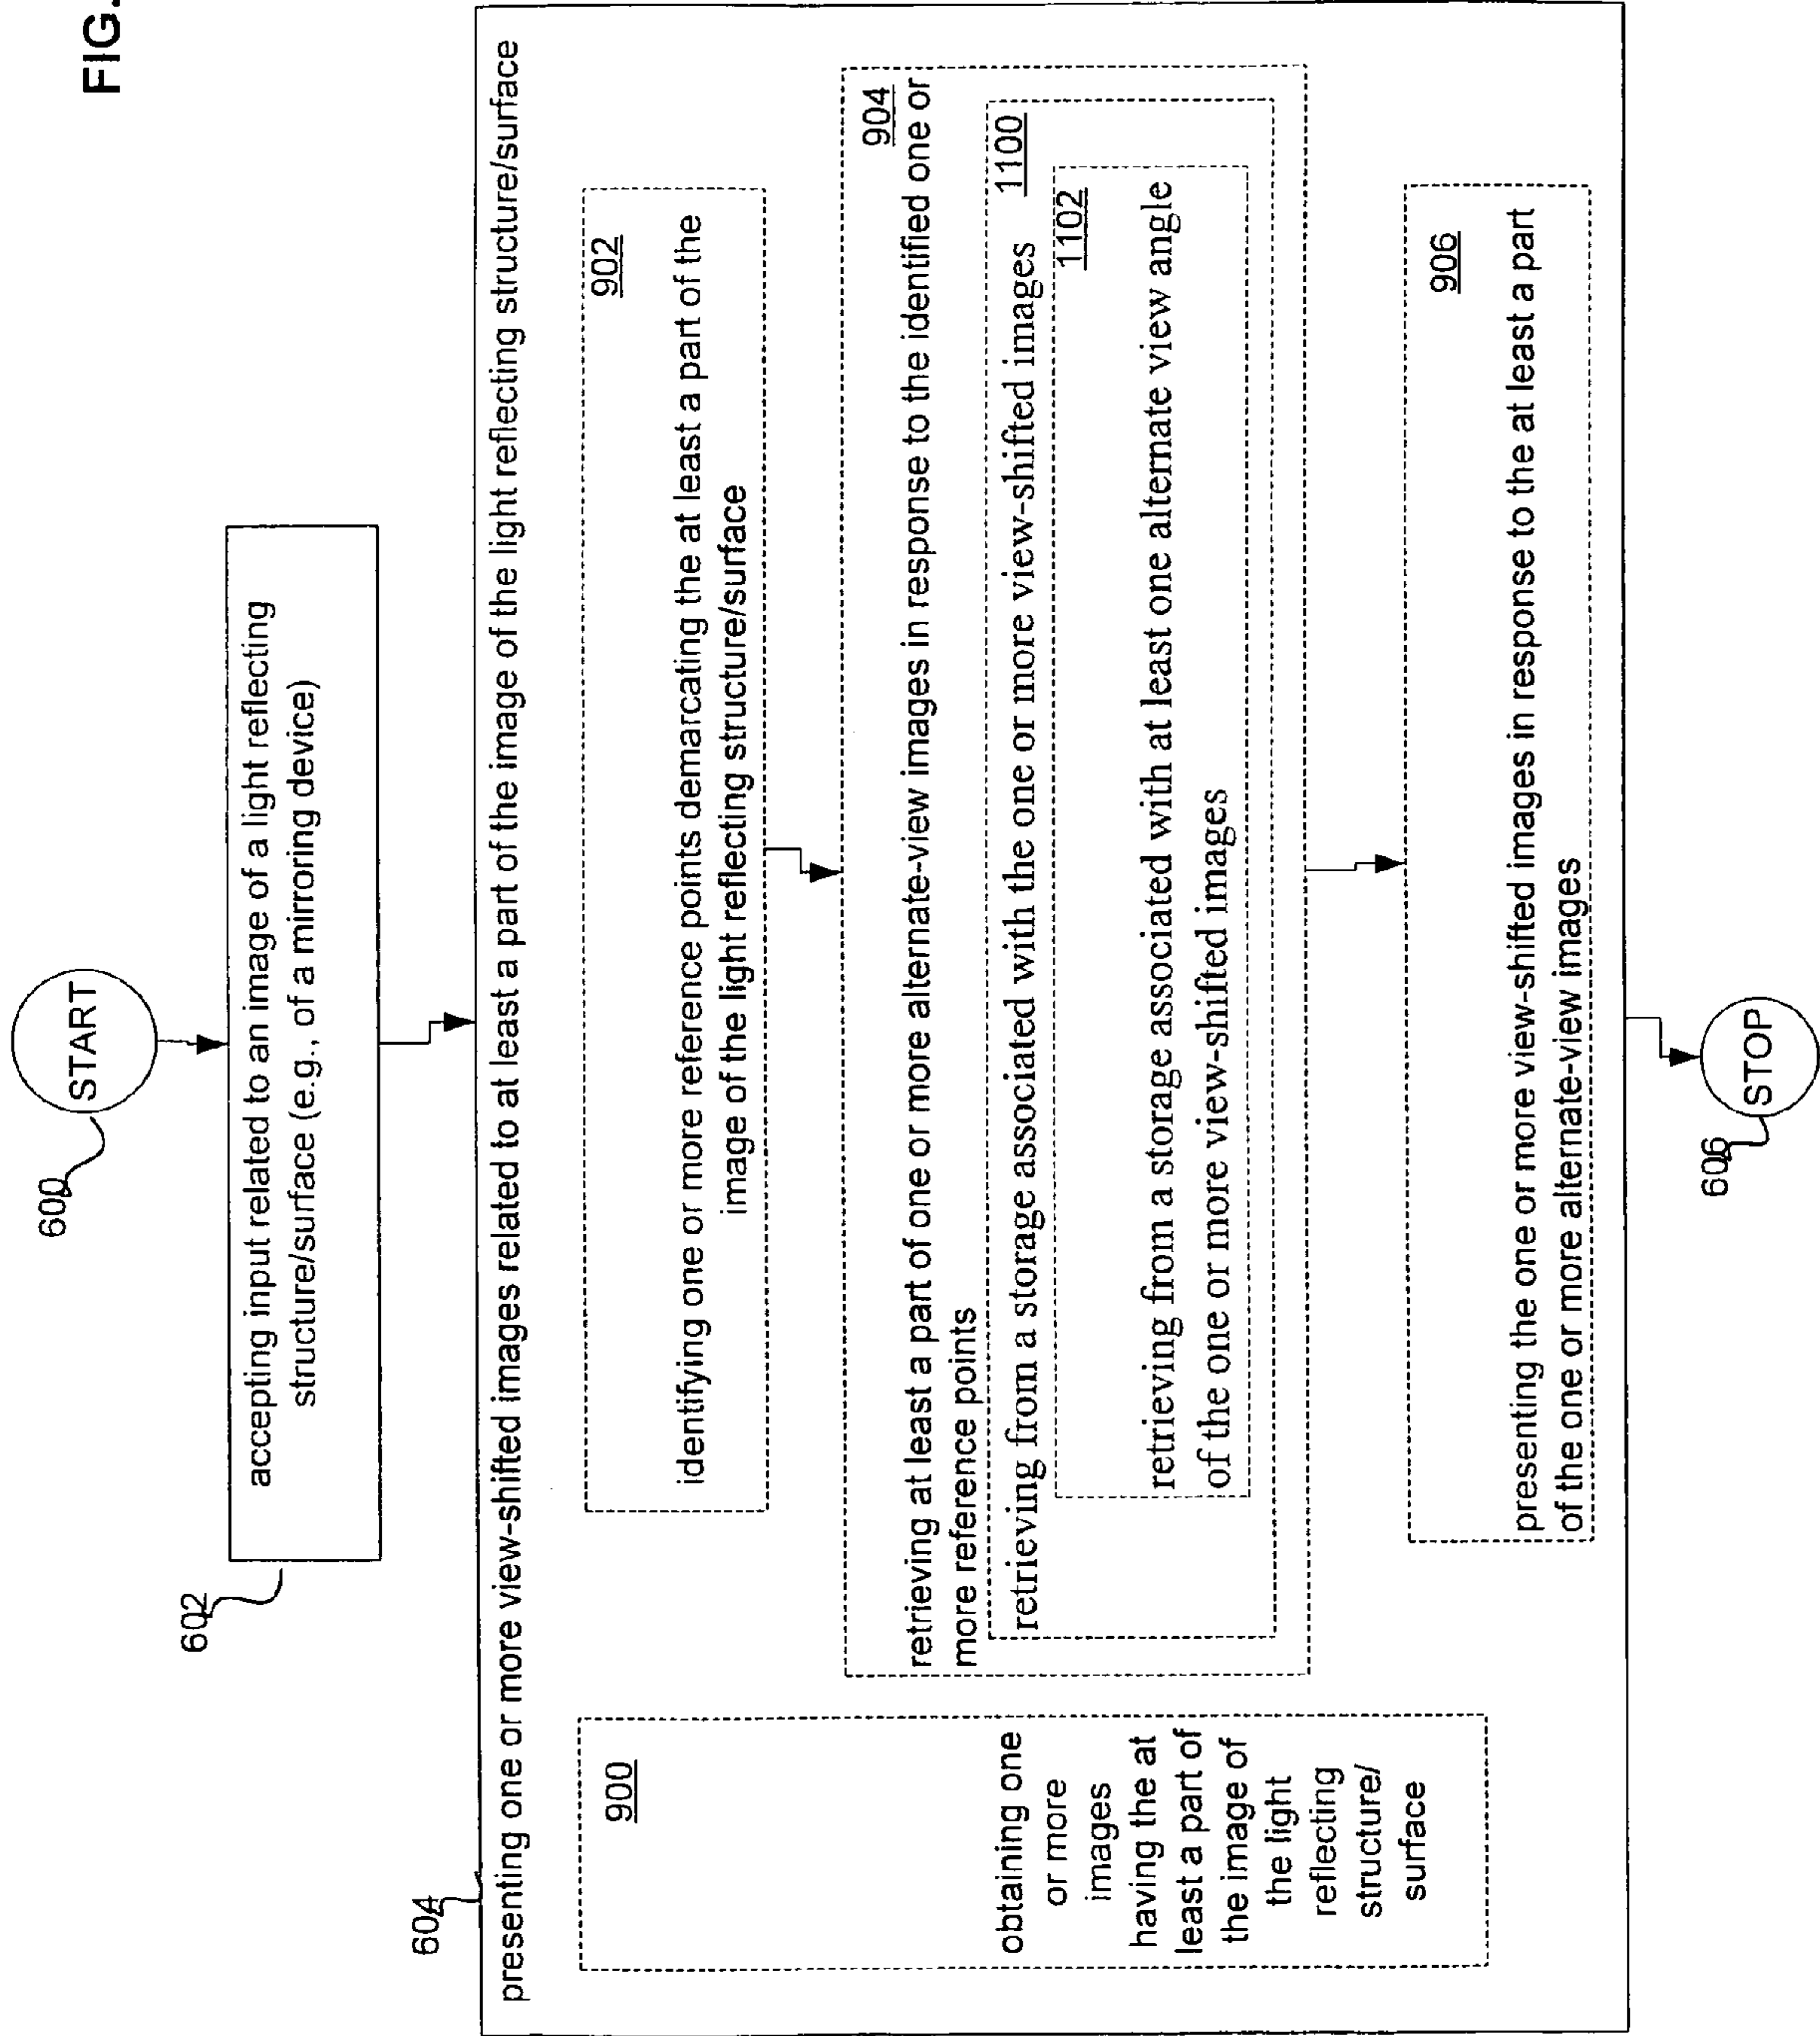 FIG.
START
600
accepting input related to an image of a light reflecting
structure/surface (e.g., of a mirroring device)
602
604
presenting one or more view-shifted images related to at least a part of the image of the light reflecting structure/surface
900
obtaining one
or more
images
having the at
least a part of
the image of
the light
reflecting
structure/
surface
902
identifying one or more reference points demarcating the at least a part of the
image of the light reflecting structure/surface
904
retrieving at least a part of one or more alternate-view images in response to the identified one or
more reference points
1100
retrieving from a storage associated with the one or more view-shifted images
1102
retrieving from a storage associated with at least one alternate view angle
of the one or more view-shifted images
906
presenting the one or more view-shifted images in response to the at least a part
of the one or more alternate-view images
606
STOP